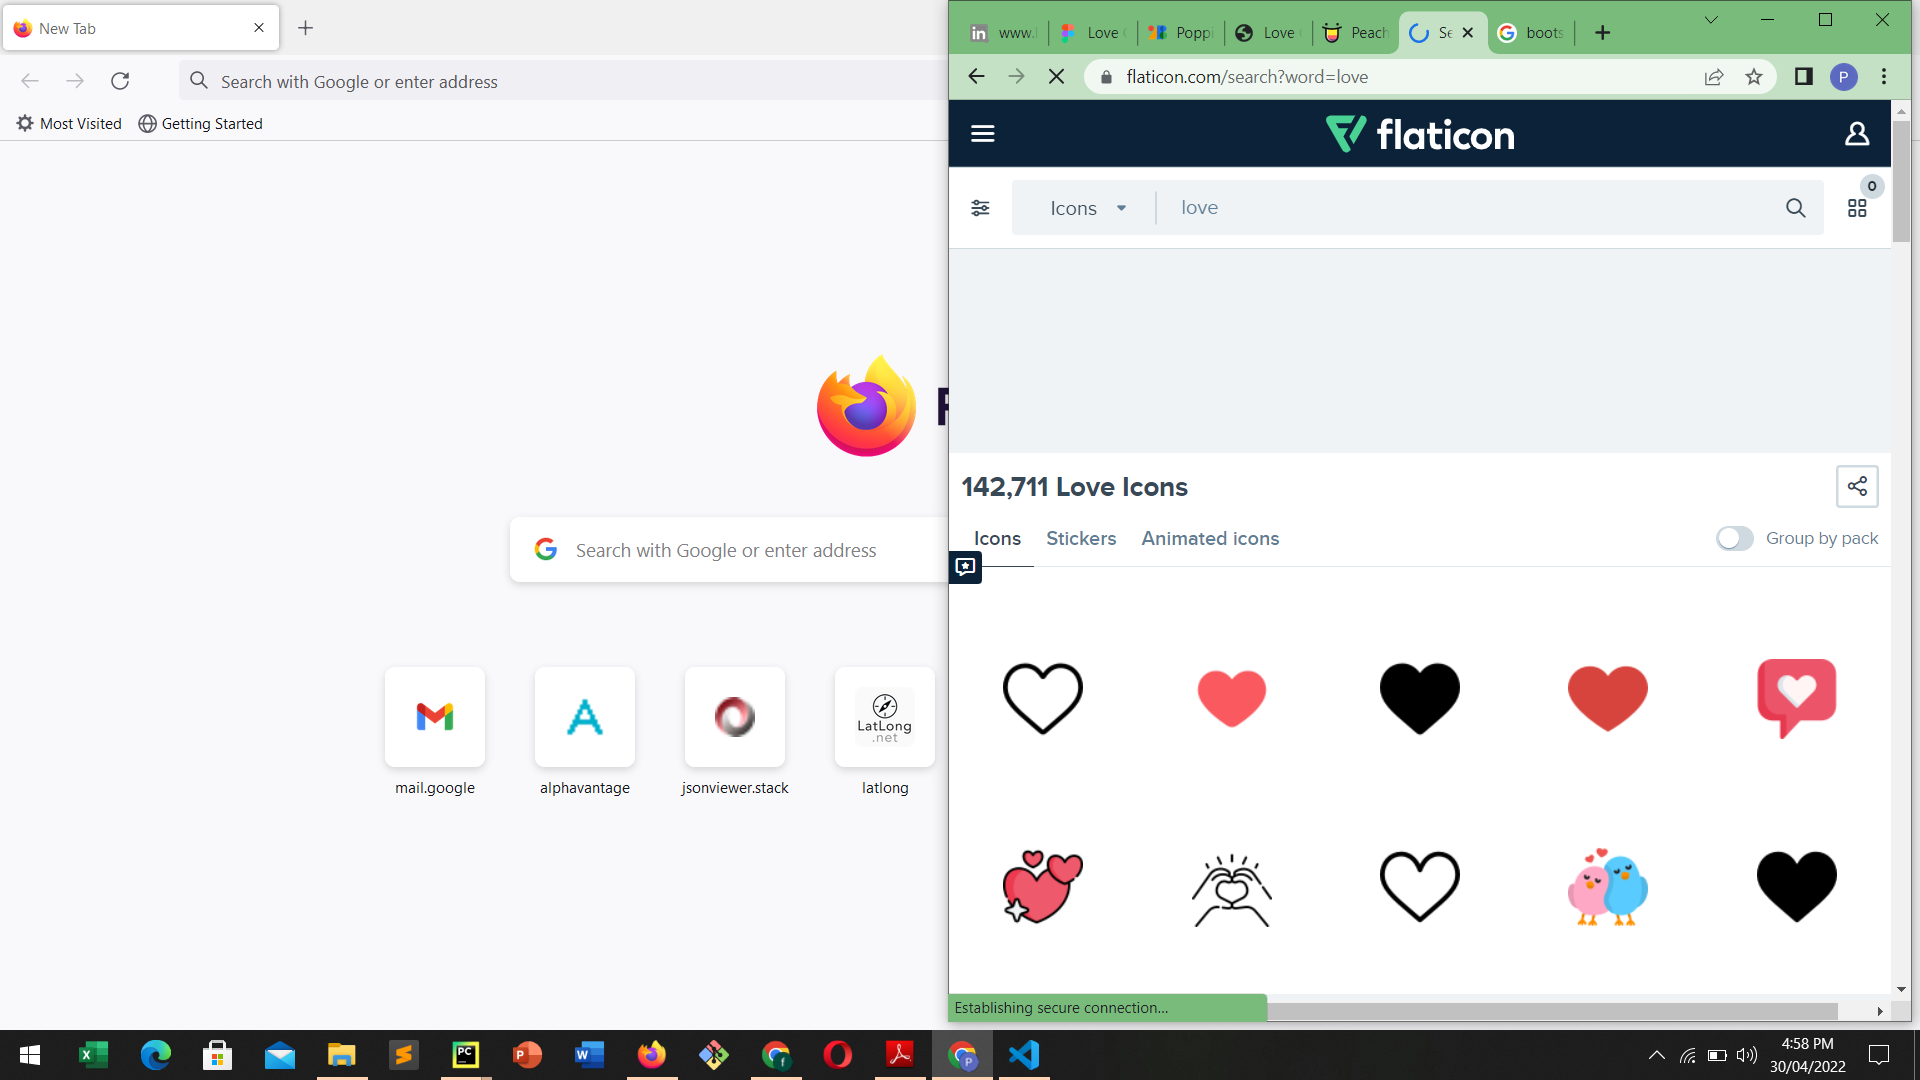 New Tab
Search with Google or enter address
Most Visited
Getting Started
Search with Google or enter address
mail.google
alphavantage
jsonviewer.stack
LatLong
.net
latlong
www.
Love
Poppi
Love
Peach
Se
boots
flaticon.com/search?word=love
P
flaticon
Icons
love
0
142,711 Love Icons
Icons
Stickers
Animated icons
Group by pack
Establishing secure connection...
4:58 PM
30/04/2022